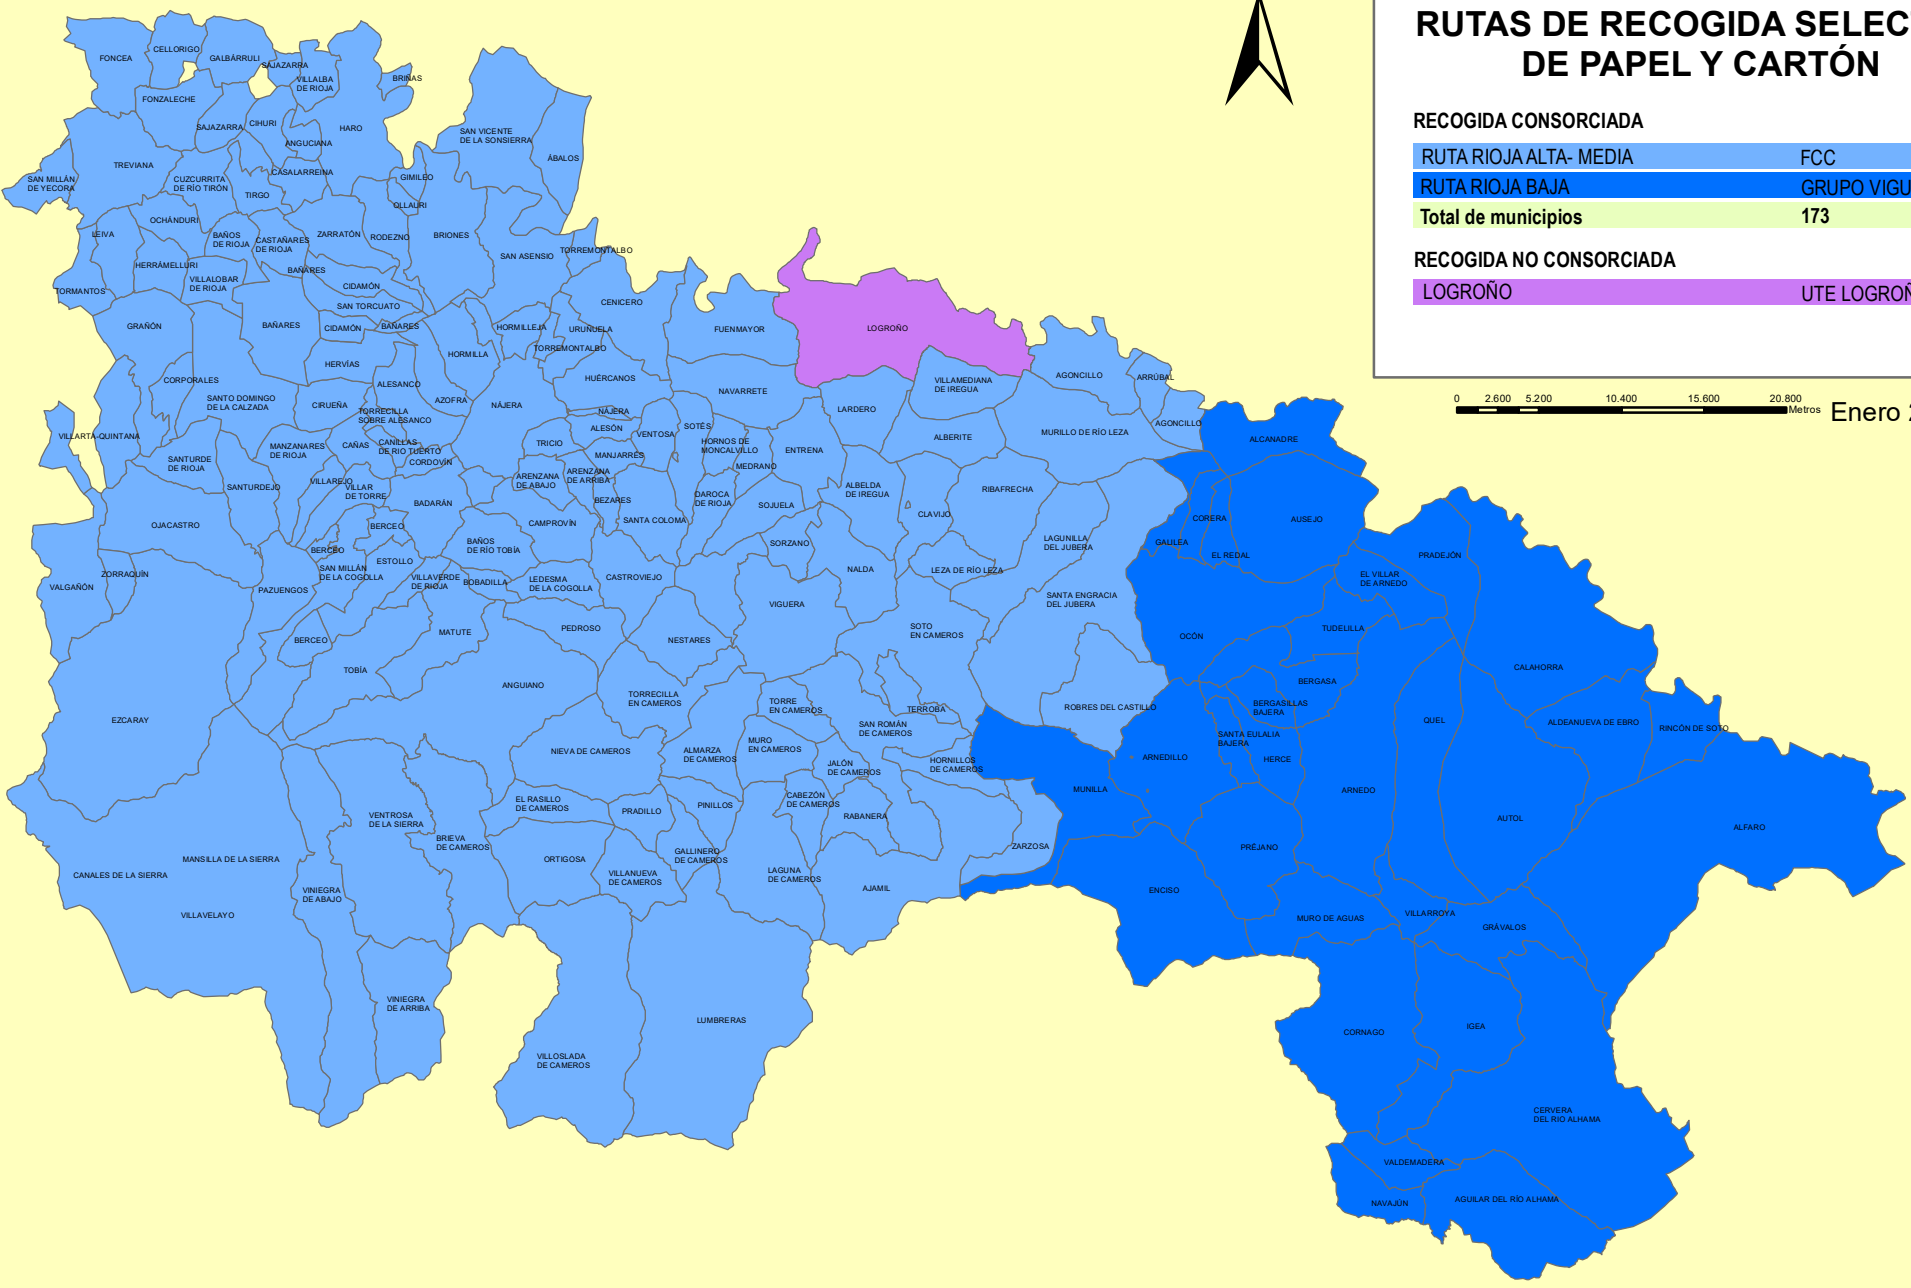 RUTAS DE RECOGIDA SELEC
DE PAPEL Y CARTÓN
RECOGIDA CONSORCIADA
RUTA RIOJA ALTA- MEDIA FCC
RUTA RIOJA BAJA GRUPO VIGU
Total de municipios 173
RECOGIDA NO CONSORCIADA
LOGROÑO UTE LOGROÑ
0 2.600 5.200 10.400 15.600 20.800
Metros
Enero 2
FONCEA
CELLORIGO
GALBÁRRULI
SAJAZARRA
VILLALBA
DE RIOJA
BRIÑAS
FONZALECHE
SAJAZARRA
CIHURI
HARO
ANGUCIANA
SAN VICENTE
DE LA SONSIERRA
ÁBALOS
TREVIANA
SAN MILLÁN
DE YECORA
CUZCURRITA
DE RÍO TIRÓN
TIRGO
CASALARREINA
GIMILEO
OLLAURI
OCHÁNDURI
LEIVA
BAÑOS
DE RIOJA
CASTAÑARES
DE RIOJA
ZARRATÓN
RODEZNO
BRIONES
SAN ASENSIO
TORREMONTALBO
HERRAMELLURI
VILLALOBAR
DE RIOJA
BAÑARES
CIDAMÓN
TORMANTOS
SAN TORCUATO
CENICERO
GRAÑÓN
BAÑARES
CIDAMÓN
BAÑARES
HORMILLEJA
URUÑUELA
FUENMAYOR
LOGROÑO
HERVÍAS
HORMILLA
TORREMONTALBO
CORPORALES
ALESANCO
HUÉRCANOS
NAVARRETE
VILLAMEDIANA
DE IREGUA
AGONCILLO
ARRÚBAL
SANTO DOMINGO
DE LA CALZADA
CIRUEÑA
AZOFRA
NÁJERA
TORRECILLA
SOBRE ALESANCO
NÁJERA
LARDERO
AGONCILLO
VILLARTA-QUINTANA
ALESÓN
VENTOSA
SOTÉS
ALBERITE
MURILLO DE RÍO LEZA
ALCANADRE
MANZANARES
DE RIOJA
CAÑAS
CANILLAS
DE RIO TUERTO
TRICIO
HORNOS DE
MONCALVILLO
ENTRENA
SANTURDE
DE RIOJA
CORDOVÍN
MANJARRÉS
MEDRANO
SANTURDEJO
VILLAREJO
VILLAR
DE TORRE
ARENZANA
DE ABAJO
ARENZANA
DE ARRIBA
BEZARES
DAROCA
DE RIOJA
SOJUELA
ALBELDA
DE IREGUA
RIBAFRECHA
BADARÁN
OJACASTRO
BERCEO
CAMPROVÍN
SANTA COLOMA
CLAVIJO
CORERA
AUSEJO
BERCEO
BAÑOS
DE RÍO TOBÍA
SORZANO
LAGUNILLA
DEL JUBERA
GALILEA
EL REDAL
PRADEJÓN
ESTOLLO
SAN MILLÁN
DE LA COGOLLA
VILLAVERDE
DE RIOJA
BOBADILLA
LEDESMA
DE LA COGOLLA
CASTROVIEJO
NALDA
LEZA DE RÍO LEZA
EL VILLAR
DE ARNEDO
VALGAÑÓN
ZORRAQUÍN
PAZUENGOS
VIGUERA
SANTA ENGRACIA
DEL JUBERA
BERCEO
MATUTE
PEDROSO
NESTARES
SOTO
EN CAMEROS
OCÓN
TUDELILLA
TOBÍA
ANGUIANO
TORRECILLA
EN CAMEROS
TORRE
EN CAMEROS
TERROBA
ROBRES DEL CASTILLO
BERGASA
BERGASILLAS
BAJERA
CALAHORRA
EZCARAY
SAN ROMÁN
DE CAMEROS
QUEL
ALDEANUEVA DE EBRO
RINCÓN DE SOTO
NIEVA DE CAMEROS
ALMARZA
DE CAMEROS
MURO
EN CAMEROS
JALÓN
DE CAMEROS
HORNILLOS
DE CAMEROS
ARNEDILLO
SANTA EULALIA
BAJERA
HERCE
MUNILLA
ARNEDO
EL RASILLO
DE CAMEROS
PRADILLO
PINILLOS
CABEZÓN
DE CAMEROS
RABANERA
AUTOL
ALFARO
VENTROSA
DE LA SIERRA
BRIEVA
DE CAMEROS
ORTIGOSA
GALLINERO
DE CAMEROS
ZARZOSA
PRÉJANO
MANSILLA DE LA SIERRA
CANALES DE LA SIERRA
VILLANUEVA
DE CAMEROS
LAGUNA
DE CAMEROS
AJAMIL
ENCISO
VINIEGRA
DE ABAJO
VILLAVELAYO
MURO DE AGUAS
VILLARROYA
GRÁVALOS
VINIEGRA
DE ARRIBA
LUMBRERAS
CORNAGO
IGEA
VILLOSLADA
DE CAMEROS
CERVERA
DEL RIO ALHAMA
VALDEMADERA
NAVAJÚN
AGUILAR DEL RÍO ALHAMA